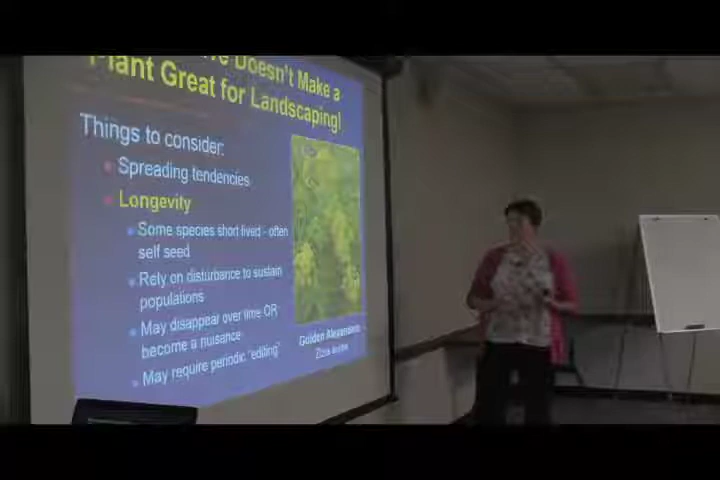 Doesn't Make a
Plant Great for Landscaping!
Things to consider:
Spreading tendencies
Longevity
Some species short lived - often
self seed
Rely on disturbance to sustain
populations
May disappear over time OR
become a nuisance
May require periodic "editing"
Golden Alexanders
Zizia aurea